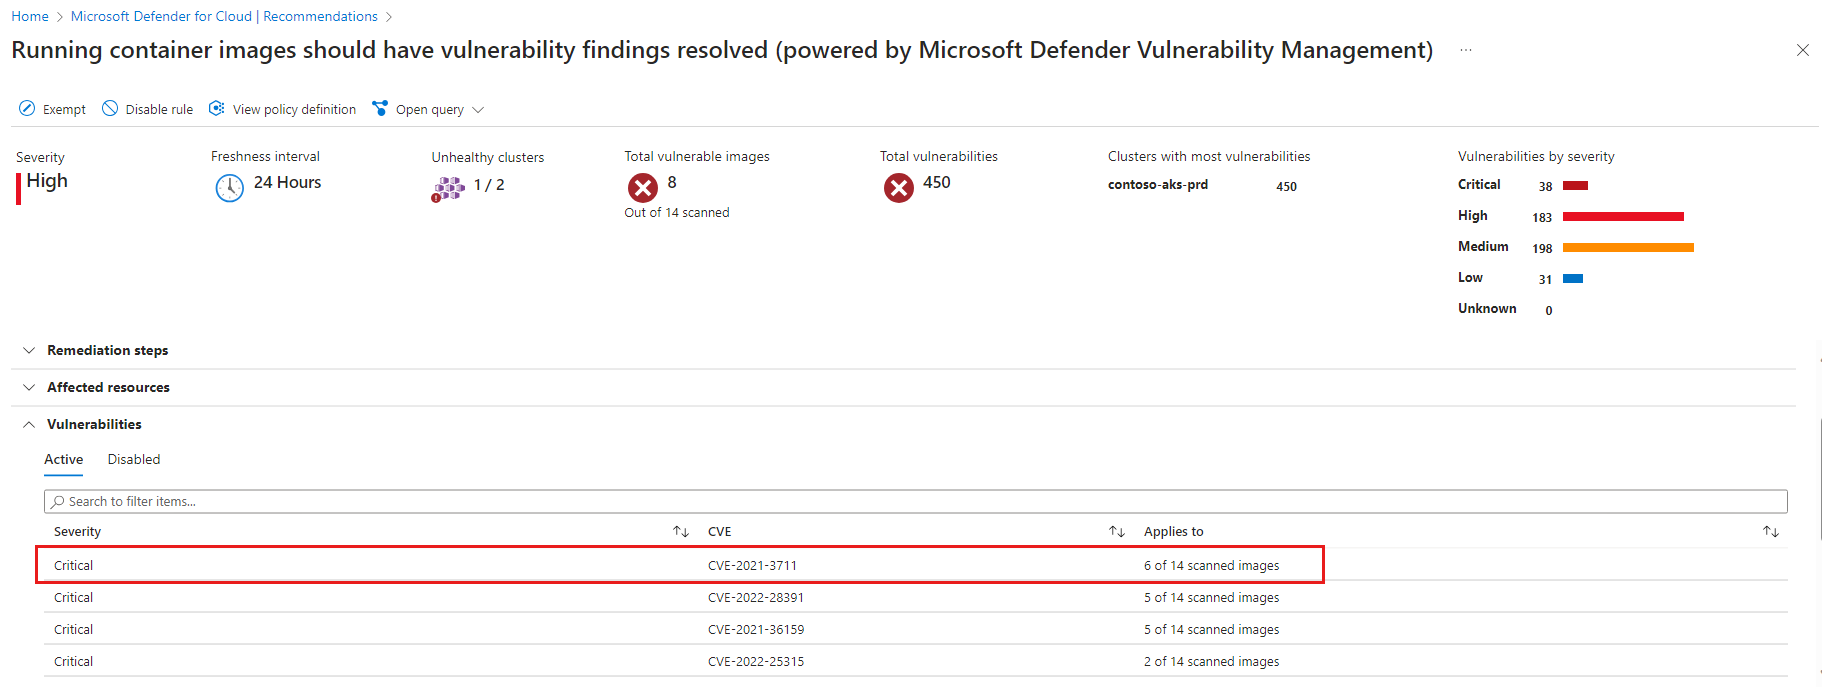 Home > Microsoft Defender for Cloud | Recommendations >
Running container images should have vulnerability findings resolved (powered by Microsoft Defender Vulnerability Management) ...
Exempt Disable rule View policy definition Open query
Severity
High
Freshness interval
24 Hours
Unhealthy clusters
1 / 2
Total vulnerable images
8
Out of 14 scanned
Total vulnerabilities
450
Clusters with most vulnerabilities
contoso-aks-prd 450
Vulnerabilities by severity
Critical 38
High 183
Medium 198
Low 31
Unknown 0
Remediation steps
Affected resources
Vulnerabilities
Active Disabled
Search to filter items...
Severity CVE Applies to
Critical CVE-2021-3711 6 of 14 scanned images
Critical CVE-2022-28391 5 of 14 scanned images
Critical CVE-2021-36159 5 of 14 scanned images
Critical CVE-2022-25315 2 of 14 scanned images